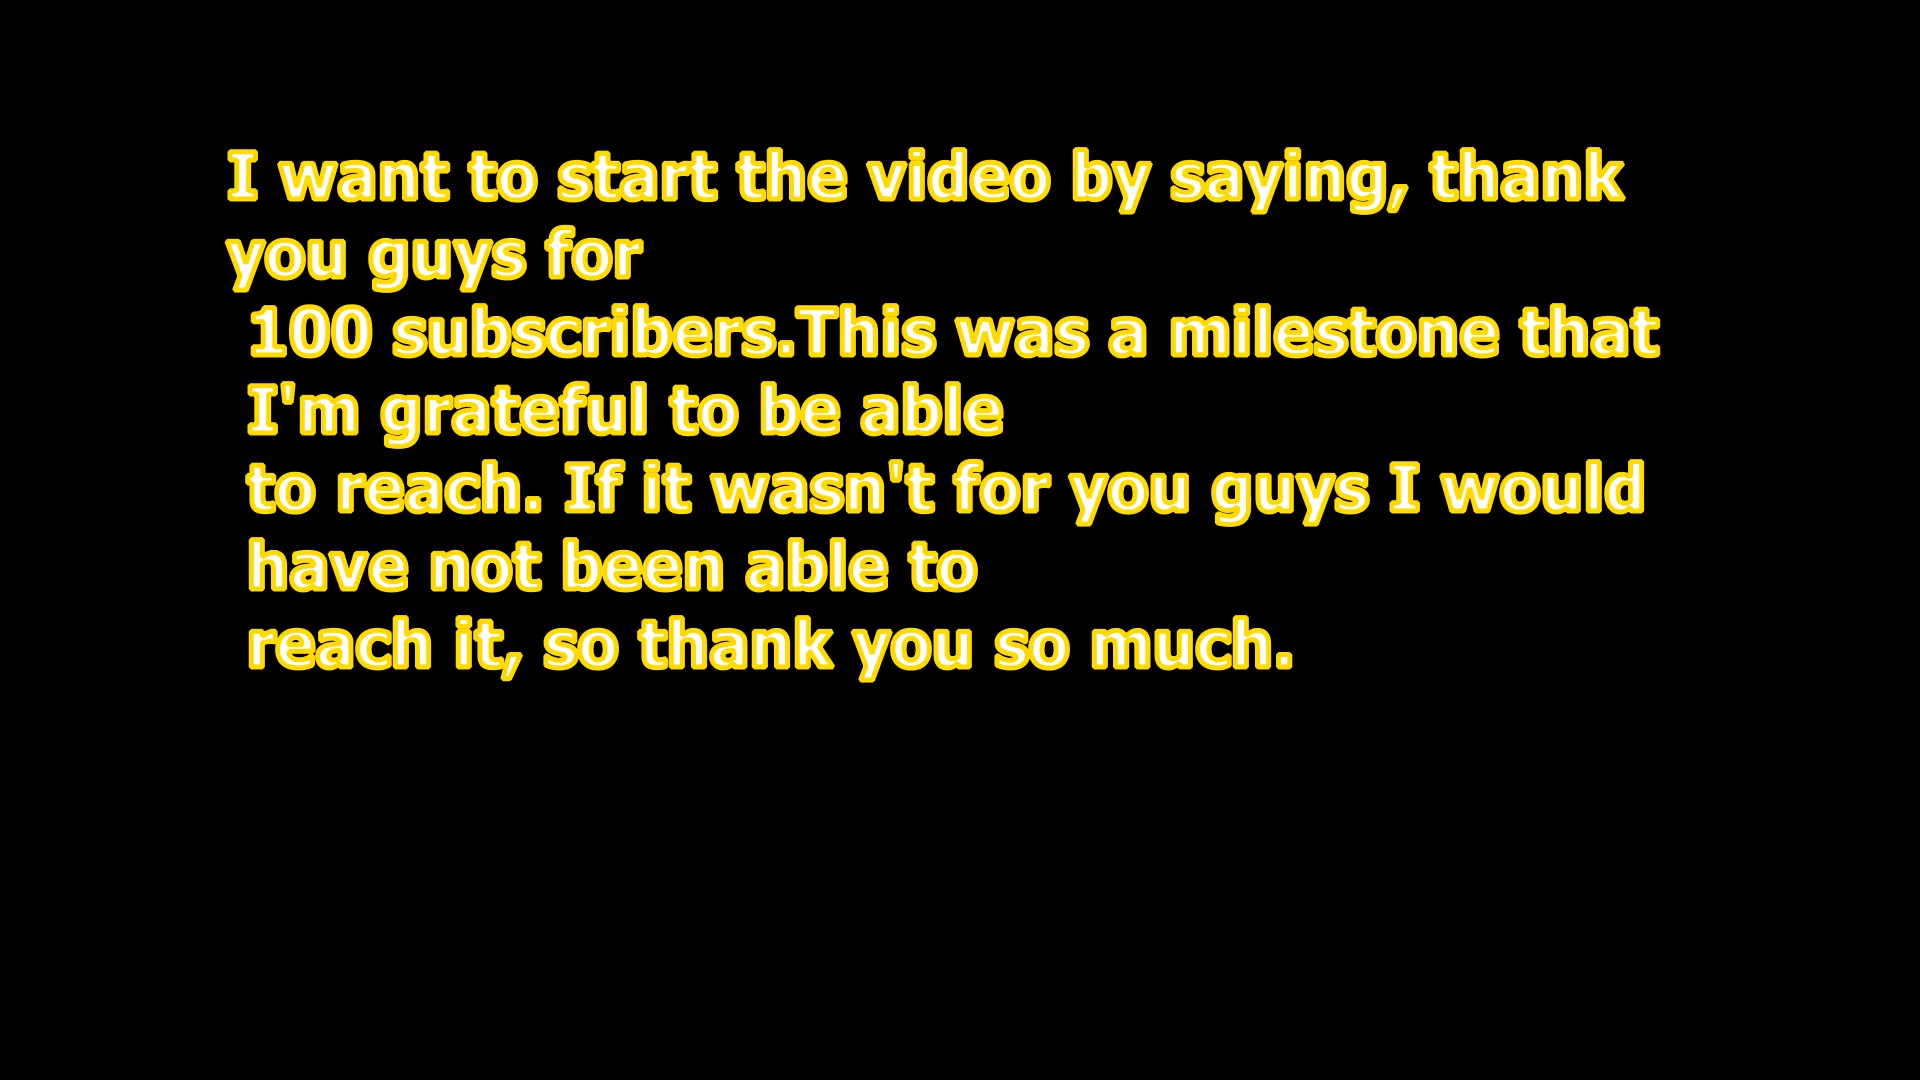 I want to start the video by saying, thank
you guys for
100 subscribers.This was a milestone that
I'm grateful to be able
to reach. If it wasn't for you guys I would
have not been able to
reach it, so thank you so much.